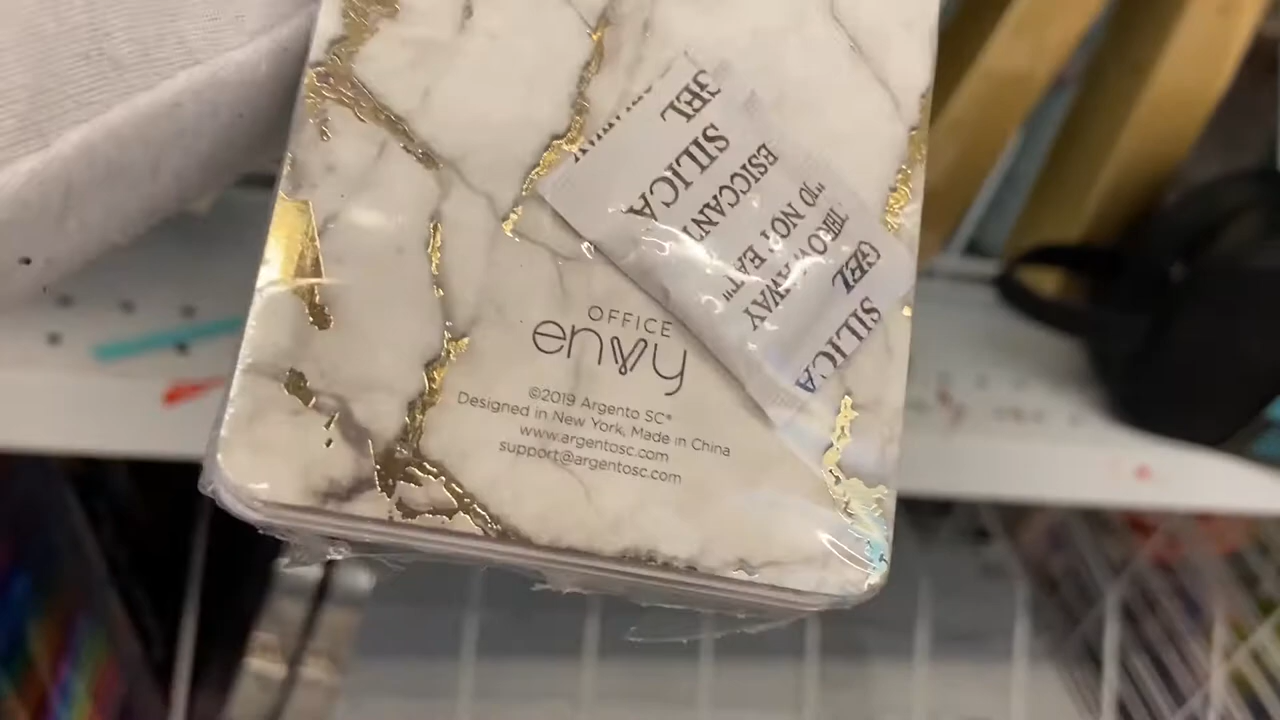 OFFICE
envy
©2019 Argento SC®
Designed in New York, Made in China
www.argentosc.com
support@argentosc.com
SILICA
GEL
ESICCANT
"DO NOT EAT"
THROW AWAY
SILICA
GEL